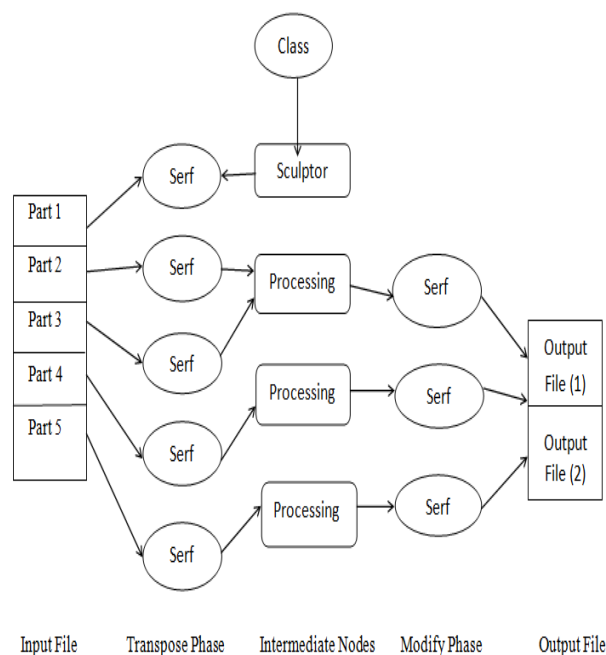 Class
Serf
Sculptor
Part 1
Part 2
Part 3
Part 4
Part 5
Serf
Processing
Serf
Serf
Output
File (1)
Processing
Serf
Serf
Output
File (2)
Processing
Serf
Serf
Input File
Transpose Phase
Intermediate Nodes
Modify Phase
Output File